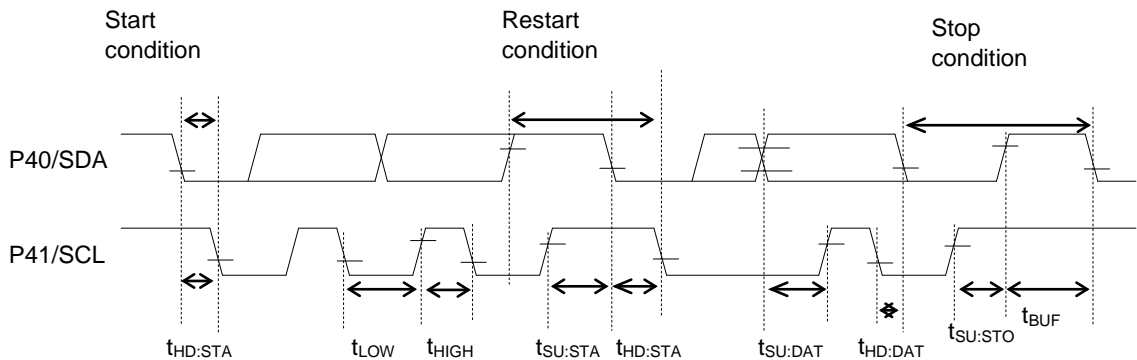 Start
condition
Restart
condition
Stop
condition
P40/SDA
P41/SCL
tHD:STA
tLOW
tHIGH
tSU:STA
tHD:STA
tSU:DAT
tHD:DAT
tSU:STO
tBUF